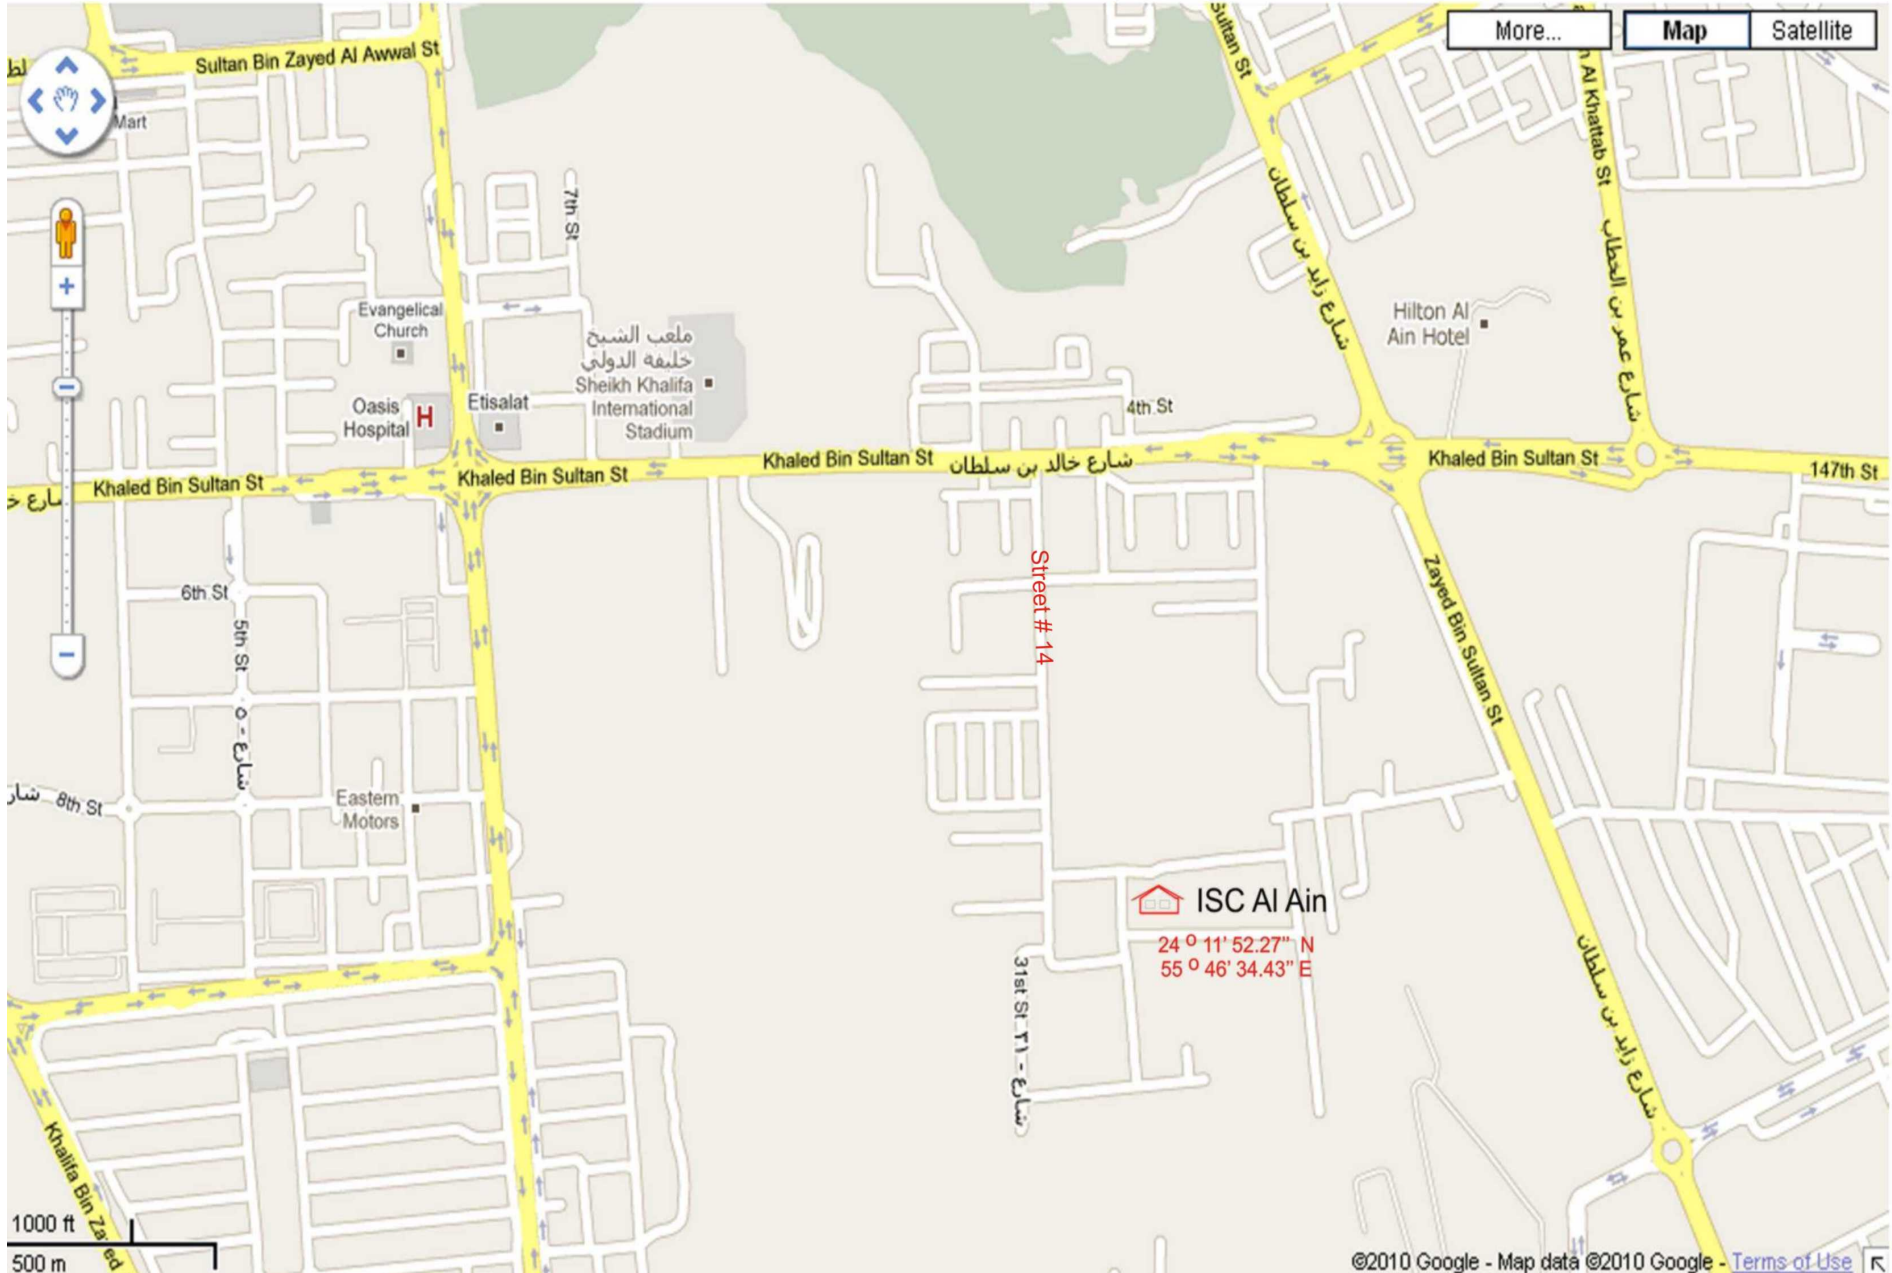 More...
Map
Satellite
Sultan Bin Zayed Al Awwal St
Sultan St
Al Khattab St
Mart
7th St
شارع زايد بن سلطان
شارع عمر بن الخطاب
Evangelical
Church
ملعب الشيخ
خليفة الدولي
Sheikh Khalifa
International
Stadium
Hilton Al
Ain Hotel
Oasis
Hospital
H
Etisalat
4th St
Khaled Bin Sultan St
Khaled Bin Sultan St
Khaled Bin Sultan St
شارع خالد بن سلطان
Khaled Bin Sultan St
147th St
Street # 14
6th St
5th St
شارع - ٥
Zayed Bin Sultan St
8th St
Eastern
Motors
ISC Al Ain
24 º 11' 52.27" N
55 º 46' 34.43" E
31st St
شارع - ٣١
شارع زايد بن سلطان
Khalifa Bin Zayed
1000 ft
500 m
©2010 Google - Map data ©2010 Google - Terms of Use